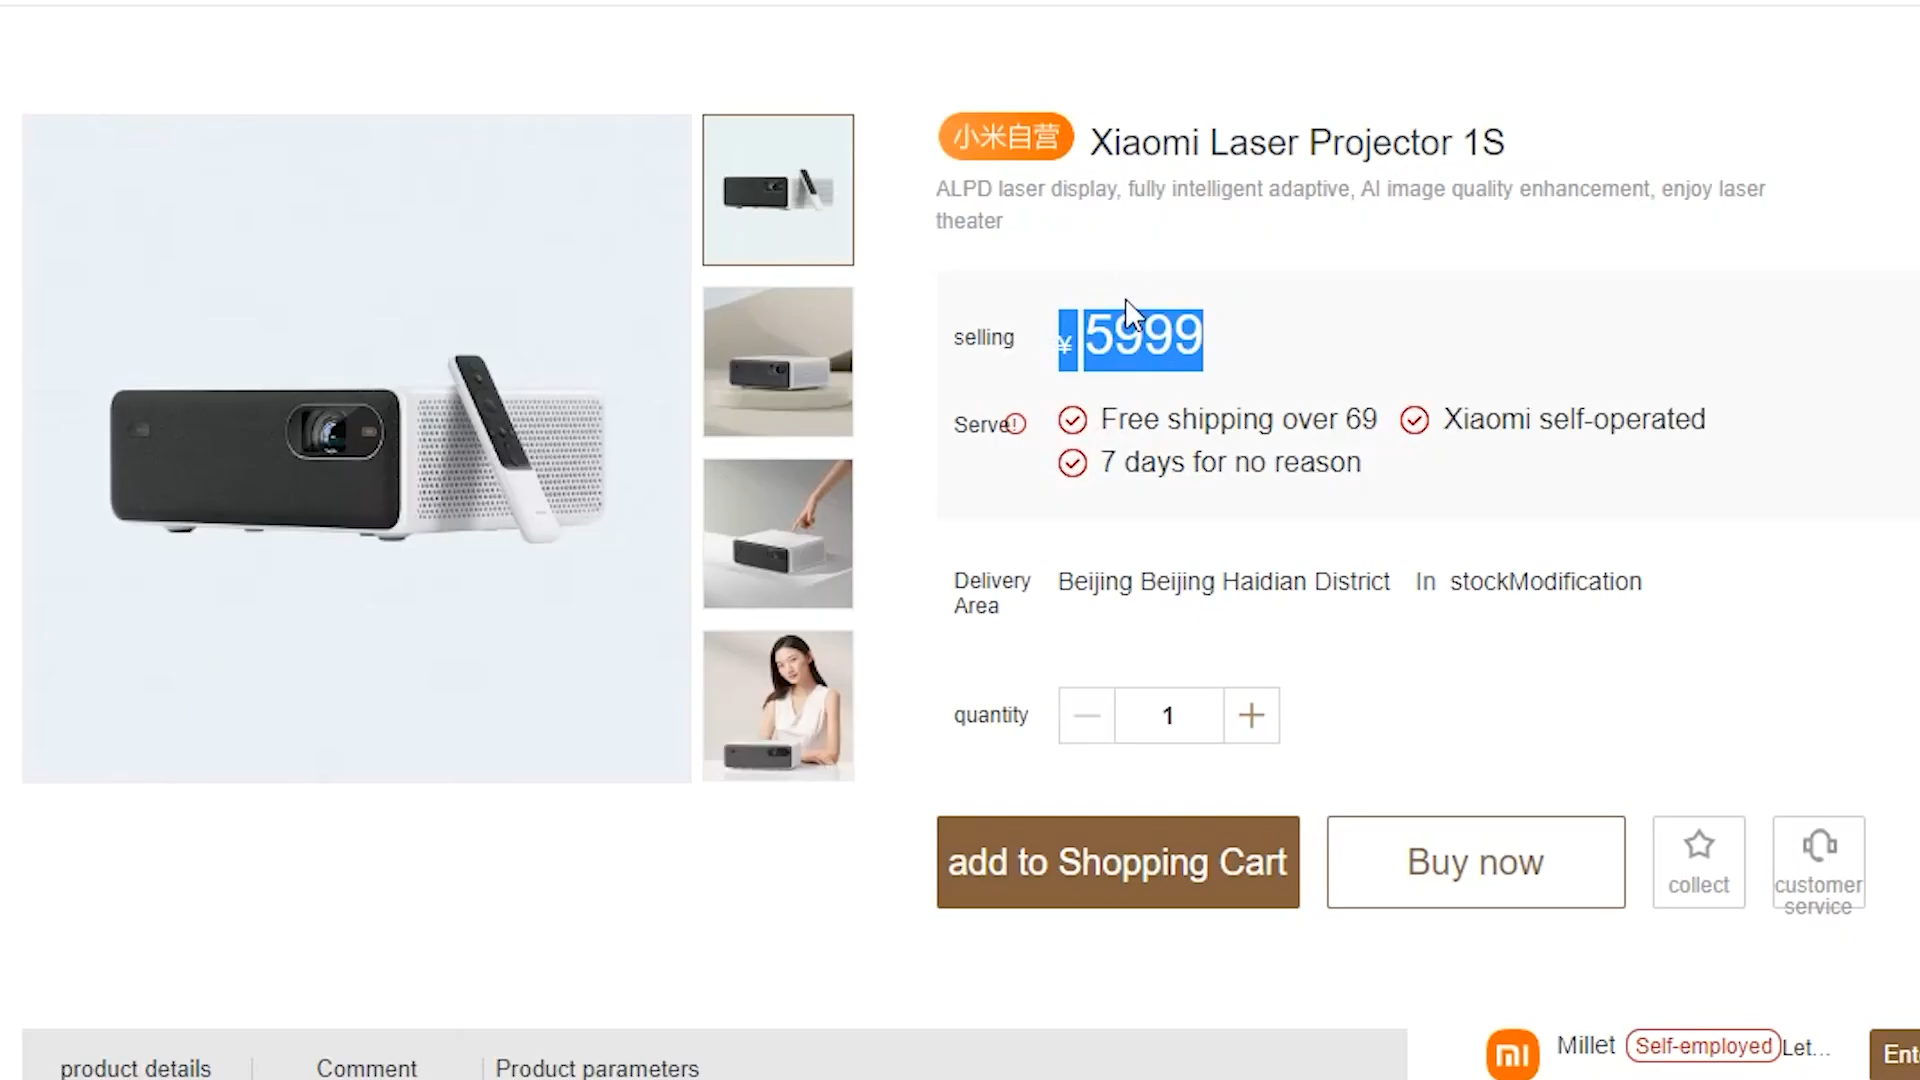 小米自营 Xiaomi Laser Projector 1S
ALPD laser display, fully intelligent adaptive, AI image quality enhancement, enjoy laser
theater
selling ¥ 5999
Serve ! Free shipping over 69 Xiaomi self-operated
7 days for no reason
Delivery Area Beijing Beijing Haidian District In stockModification
quantity 1
add to Shopping Cart Buy now collect customer service
product details Comment Product parameters
mi Millet Self-employed Let... Ent